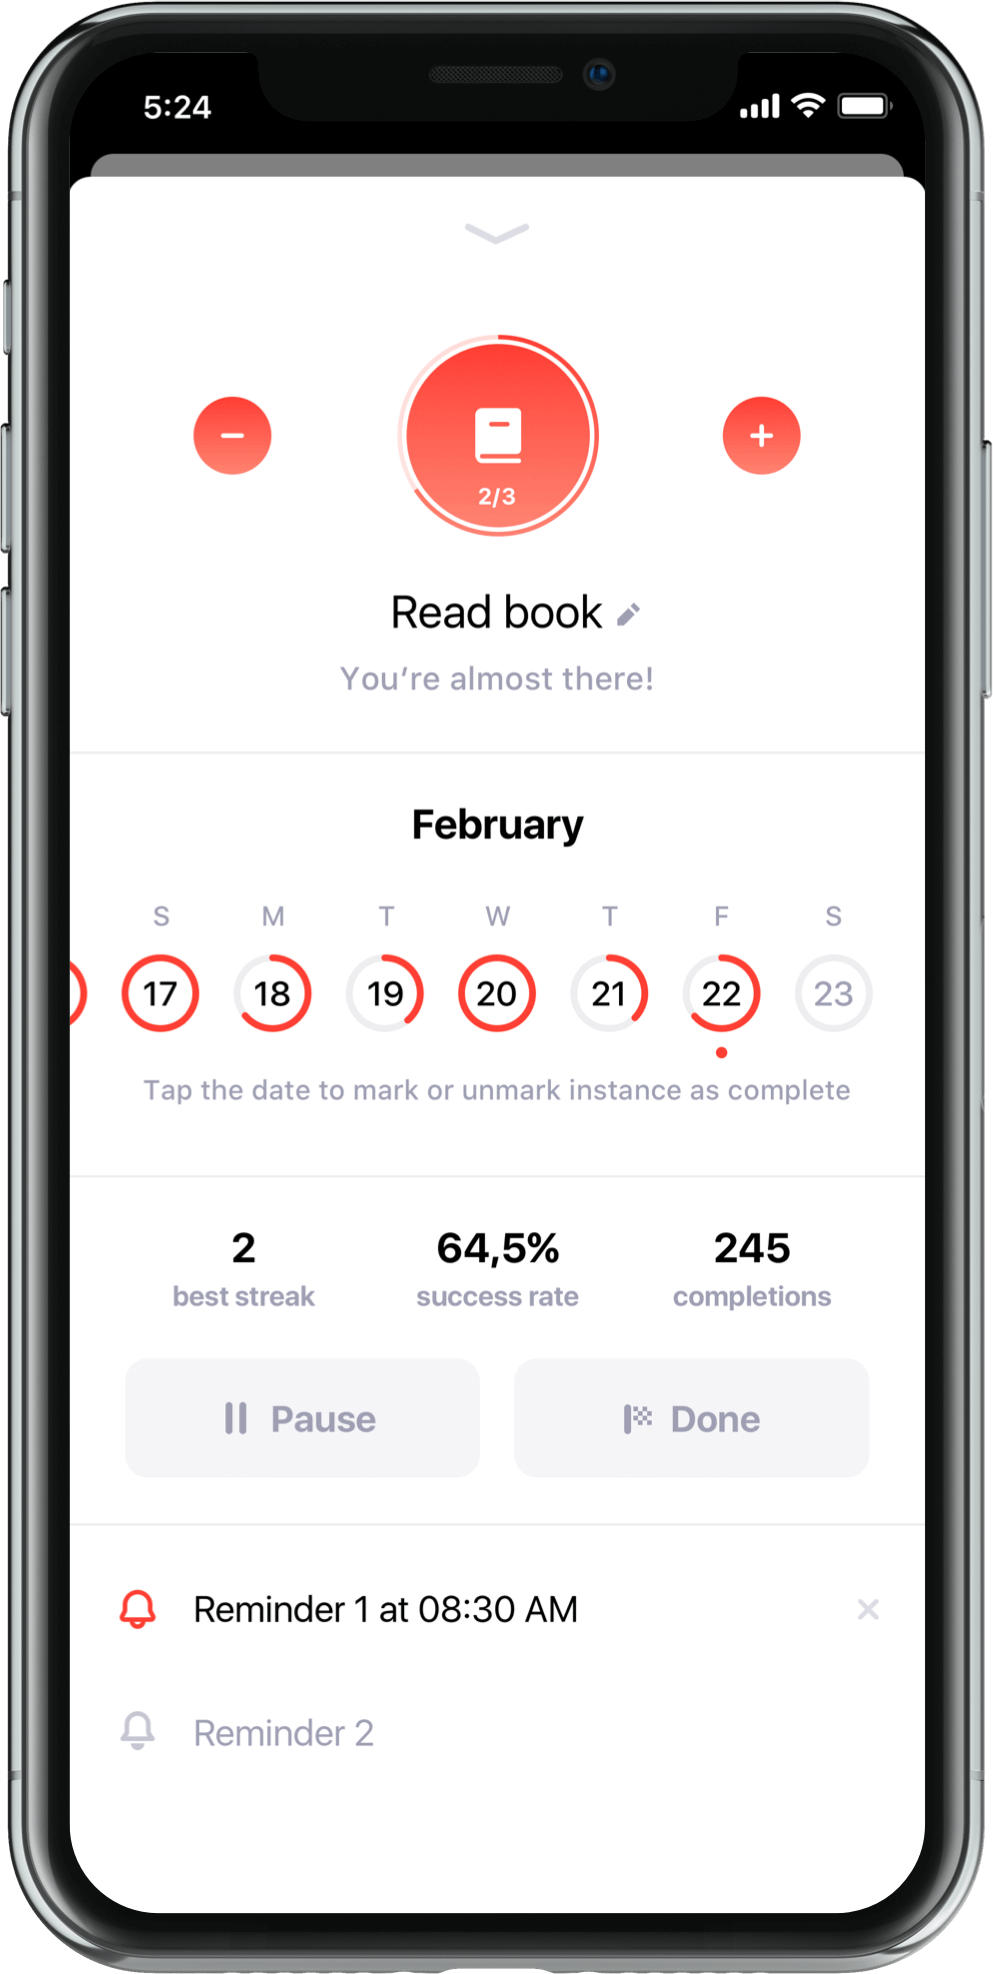 5:24
2/3
Read book
You’re almost there!
February
S M T W T F S
17 18 19 20 21 22 23
Tap the date to mark or unmark instance as complete
2 64,5% 245
best streak success rate completions
Pause Done
Reminder 1 at 08:30 AM
Reminder 2